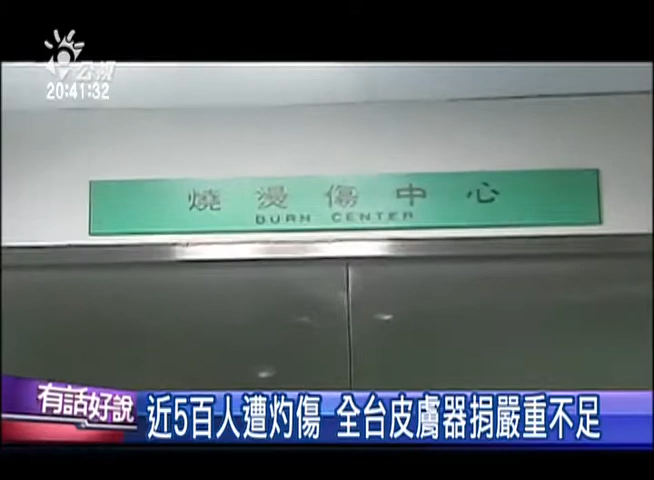 公視
20:41:32
燒燙傷中心
BURN CENTER
有話好說
近5百人遭灼傷 全台皮膚器捐嚴重不足